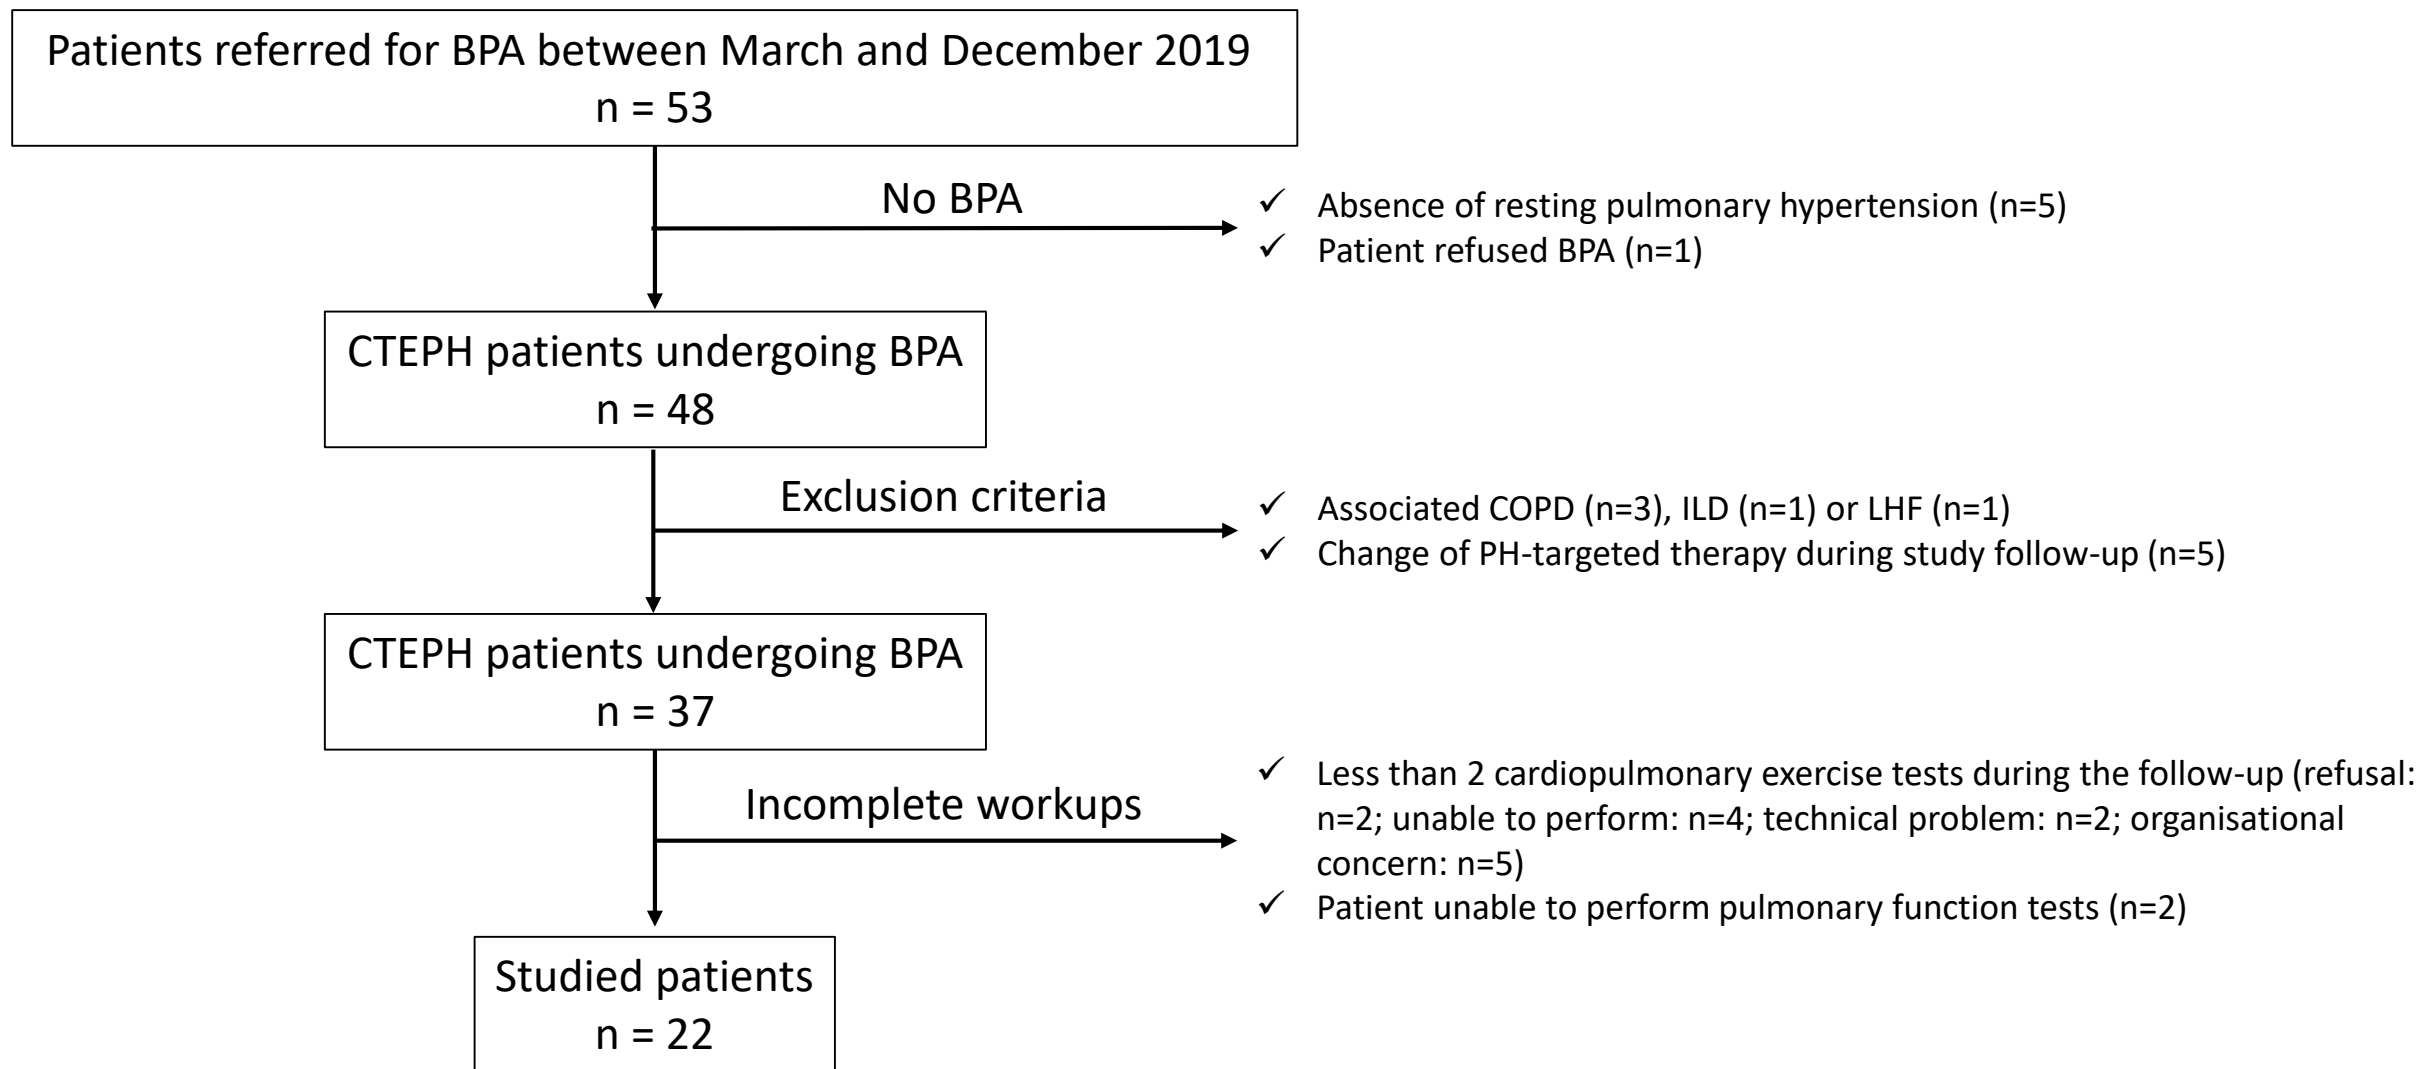 Patients referred for BPA between March and December 2019
n = 53
No BPA
✓ Absence of resting pulmonary hypertension (n=5)
✓ Patient refused BPA (n=1)
CTEPH patients undergoing BPA
n = 48
Exclusion criteria
✓ Associated COPD (n=3), ILD (n=1) or LHF (n=1)
✓ Change of PH-targeted therapy during study follow-up (n=5)
CTEPH patients undergoing BPA
n = 37
Incomplete workups
✓ Less than 2 cardiopulmonary exercise tests during the follow-up (refusal:
n=2; unable to perform: n=4; technical problem: n=2; organisational
concern: n=5)
✓ Patient unable to perform pulmonary function tests (n=2)
Studied patients
n = 22